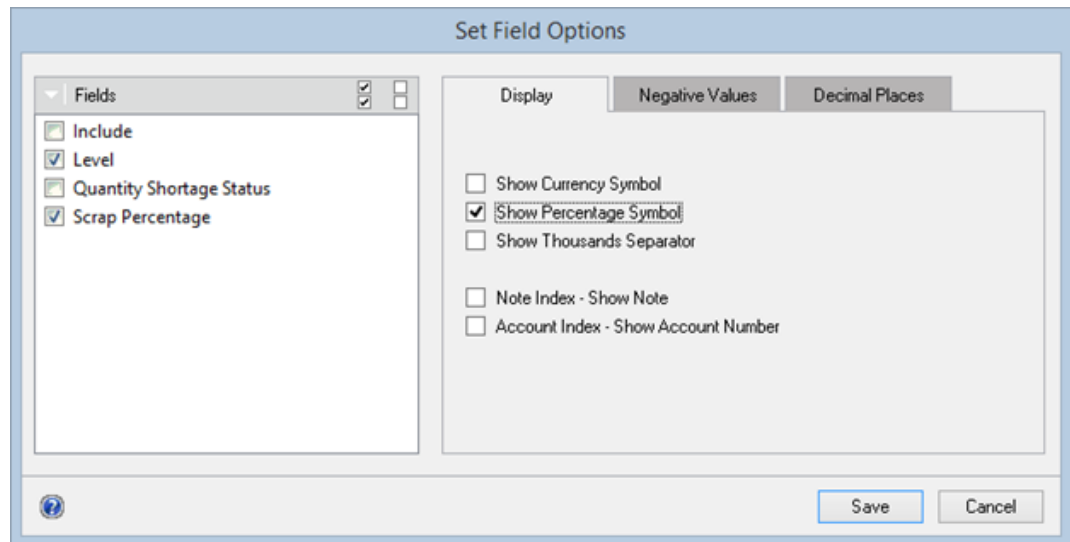 Set Field Options
Fields
Include
Level
Quantity Shortage Status
Scrap Percentage
Display Negative Values Decimal Places
Show Currency Symbol
Show Percentage Symbol
Show Thousands Separator
Note Index - Show Note
Account Index - Show Account Number
? Save Cancel